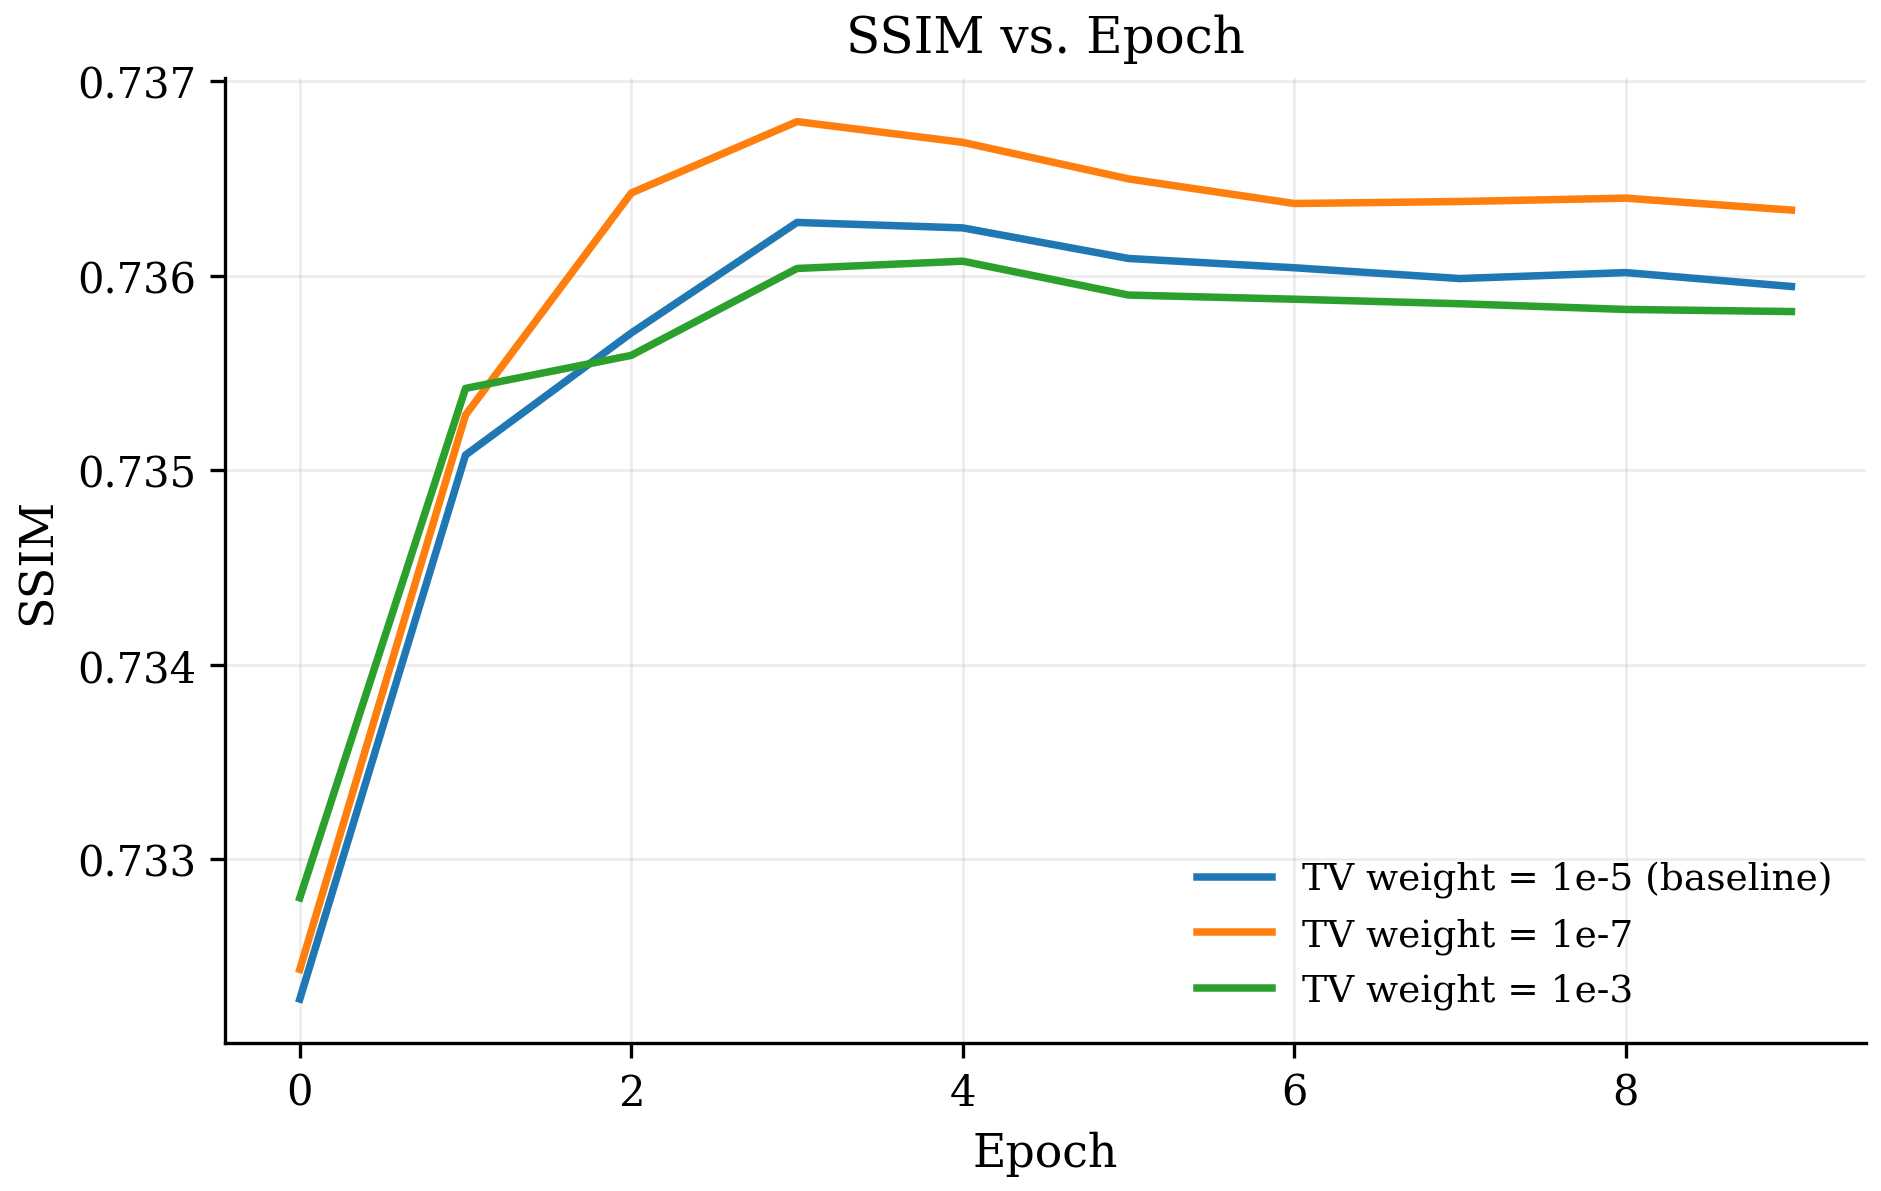 SSIM vs. Epoch
0.737
0.736
0.735
0.734
0.733
SSIM
TV weight = 1e-5 (baseline)
TV weight = 1e-7
TV weight = 1e-3
0 2 4 6 8
Epoch